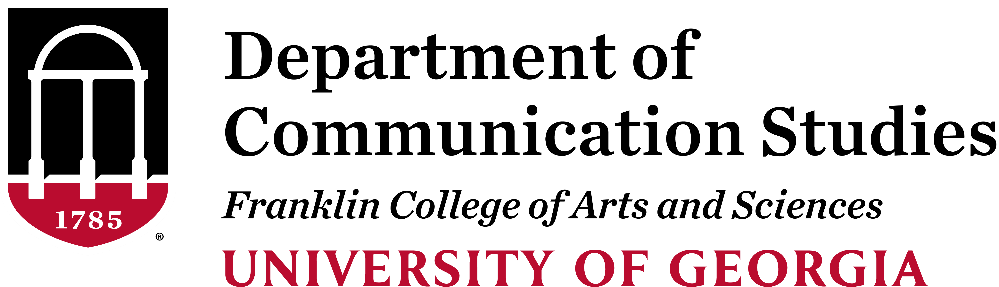 Department of
Communication Studies
Franklin College of Arts and Sciences
UNIVERSITY OF GEORGIA
1785
®